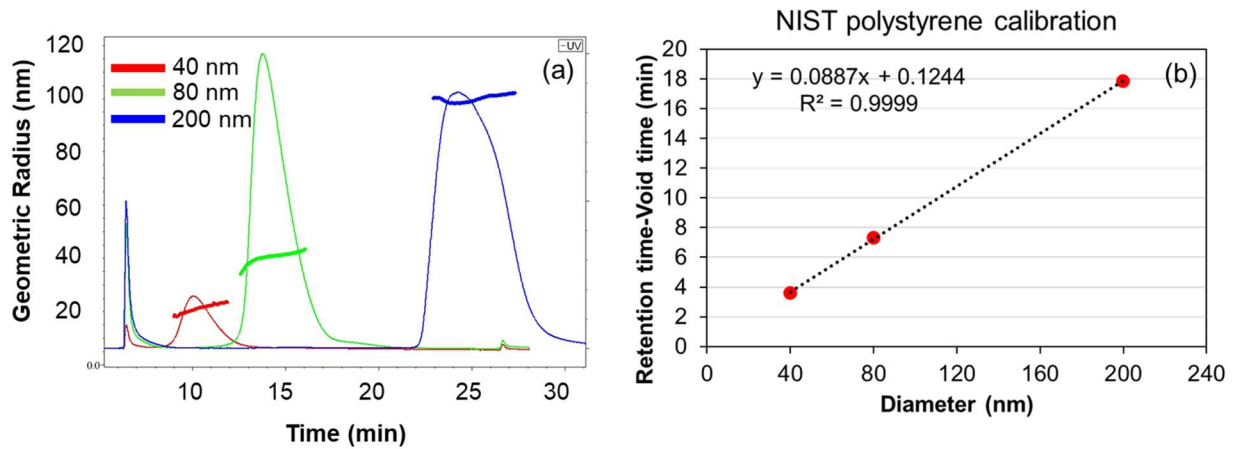 120
100
80
60
40
20
0.0
Geometric Radius (nm)
40 nm
80 nm
200 nm
UV
(a)
10
15
20
25
30
Time (min)
NIST polystyrene calibration
20
18
16
14
12
10
8
6
4
2
0
Retention time-Void time (min)
y = 0.0887x + 0.1244
R² = 0.9999
(b)
0
40
80
120
160
200
240
Diameter (nm)